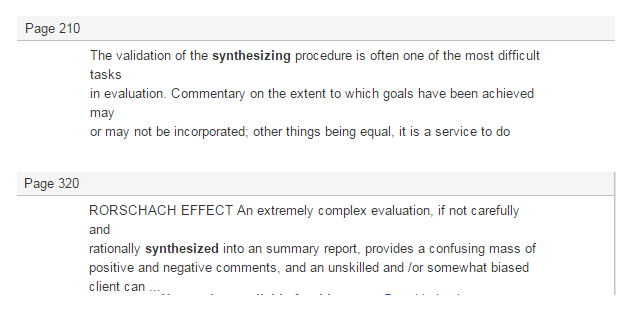 Page 210
The validation of the synthesizing procedure is often one of the most difficult
tasks
in evaluation. Commentary on the extent to which goals have been achieved
may
or may not be incorporated; other things being equal, it is a service to do
Page 320
RORSCHACH EFFECT An extremely complex evaluation, if not carefully
and
rationally synthesized into an summary report, provides a confusing mass of
positive and negative comments, and an unskilled and /or somewhat biased
client can ...